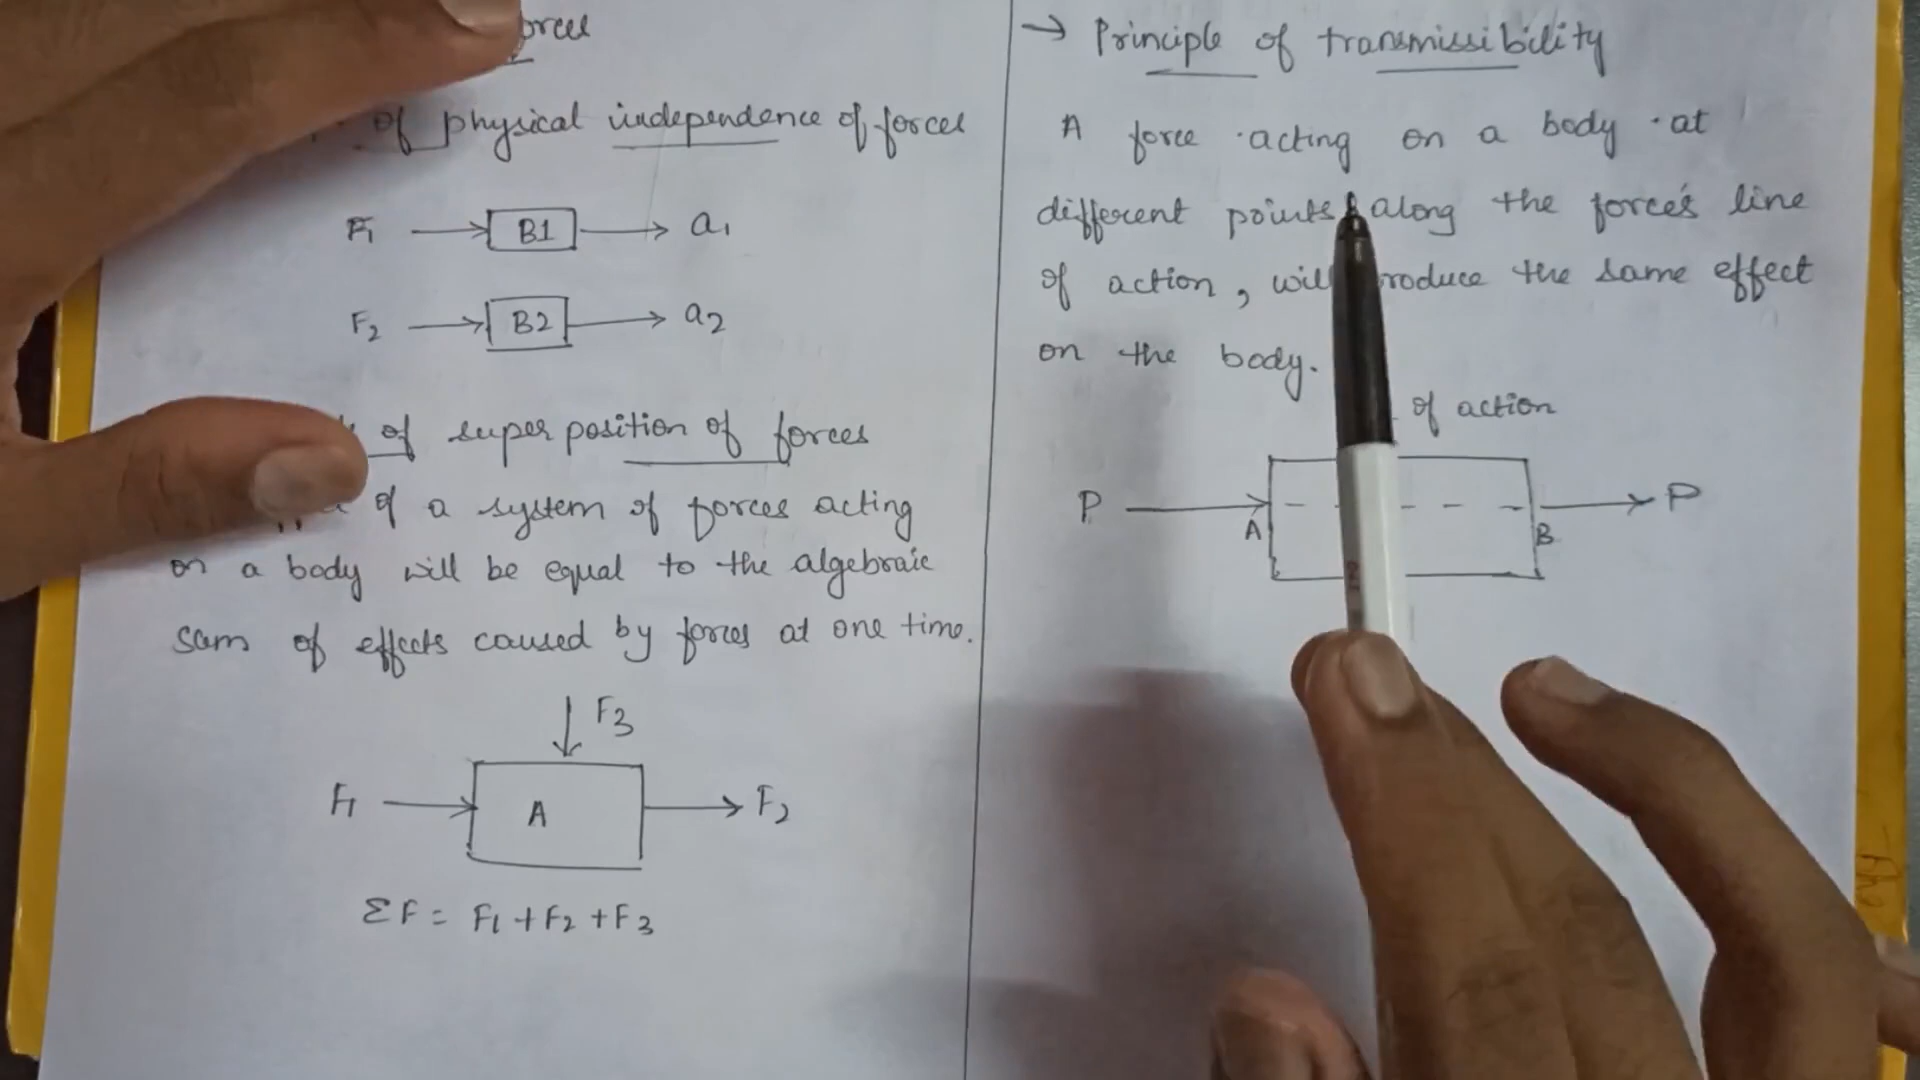 of physical independence of forces
F1 B1 a1
F2 B2 a2
of super position of forces
of a system of forces acting
on a body will be equal to the algebraic
sum of effects caused by forces at one time.
F3
F1 A F2
ΣF = F1 + F2 + F3
→ Principle of transmissibility
A force acting on a body at
different points along the force's line
of action, will produce the same effect
on the body.
of action
P A B P